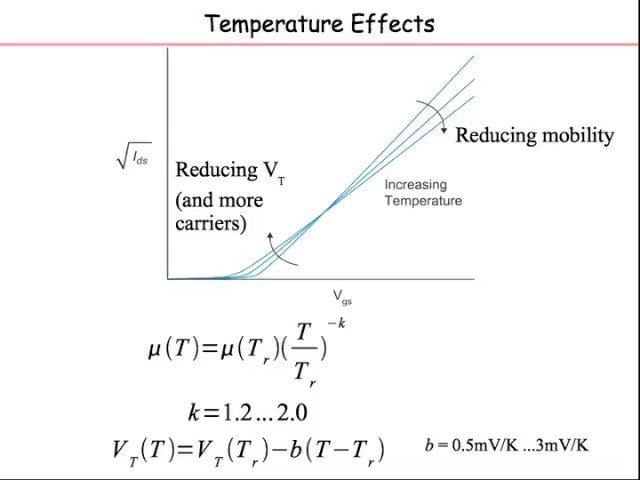 Temperature Effects
√Ids
Reducing VT
(and more
carriers)
Reducing mobility
Increasing
Temperature
Vgs
μ(T)=μ(Tr)(T/Tr)^−k
k=1.2...2.0
VT(T)=VT(Tr)−b(T−Tr)
b = 0.5mV/K ...3mV/K